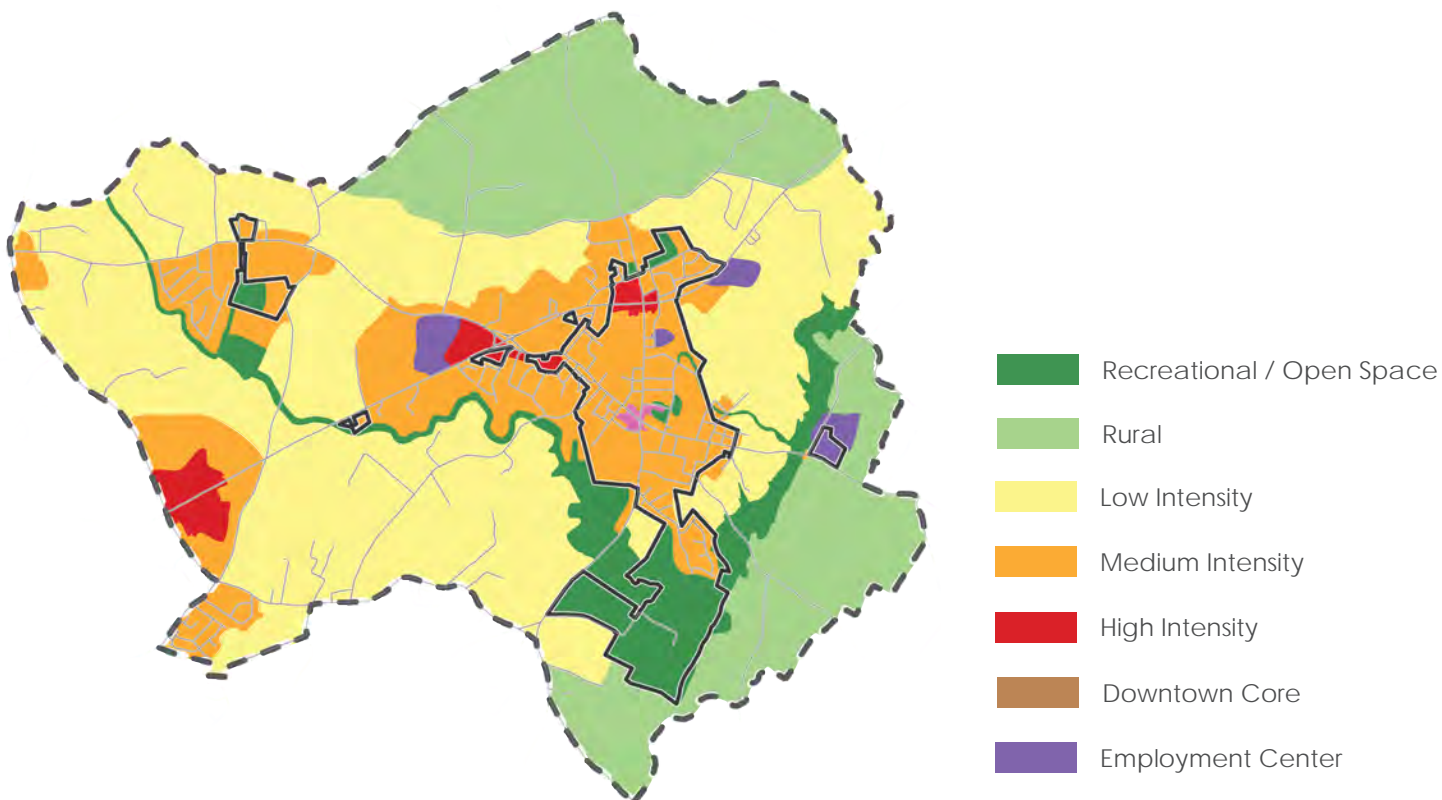 Recreational / Open Space
Rural
Low Intensity
Medium Intensity
High Intensity
Downtown Core
Employment Center